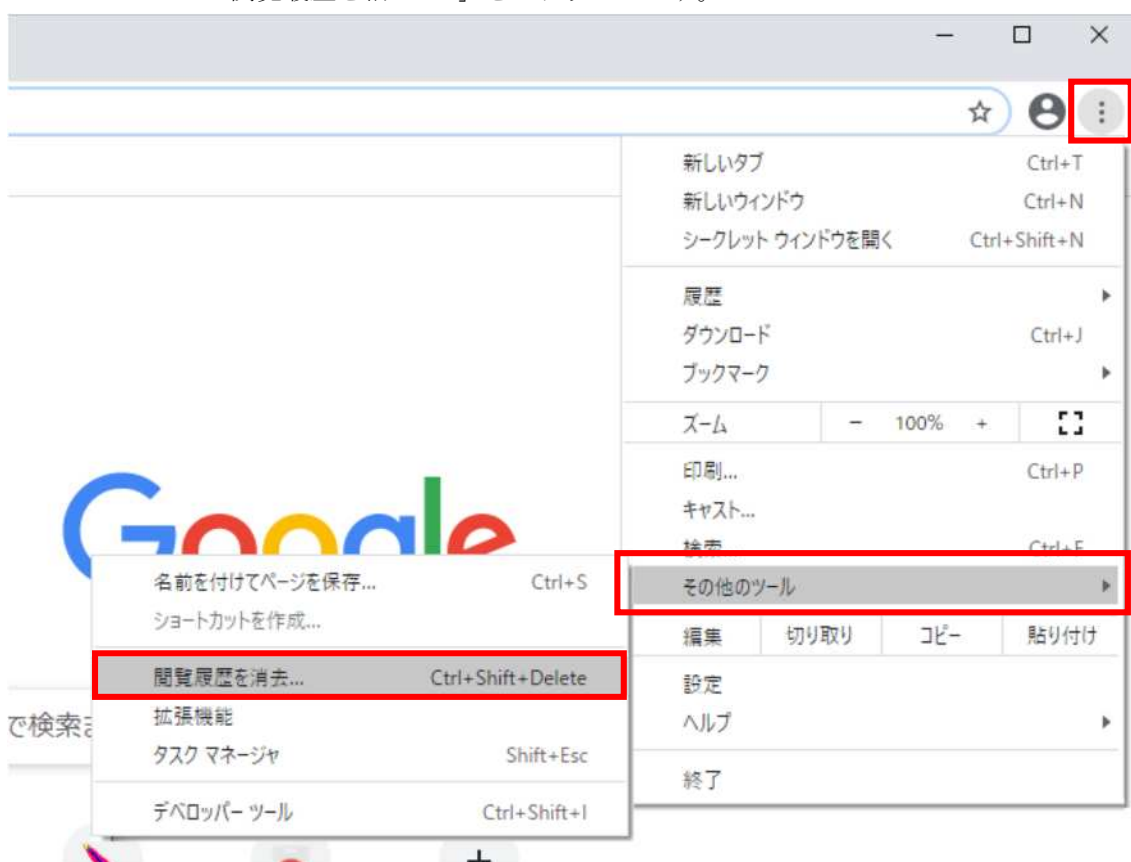 新しいタブ Ctrl+T
新しいウィンドウ Ctrl+N
シークレット ウィンドウを開く Ctrl+Shift+N
履歴
ダウンロード Ctrl+J
ブックマーク
ズーム － 100% +
印刷... Ctrl+P
キャスト...
検索... Ctrl+F
その他のツール
編集 切り取り コピー 貼り付け
設定
ヘルプ
終了
Google
名前を付けてページを保存... Ctrl+S
ショートカットを作成...
閲覧履歴を消去... Ctrl+Shift+Delete
拡張機能
タスク マネージャ Shift+Esc
デベロッパー ツール Ctrl+Shift+I
で検索